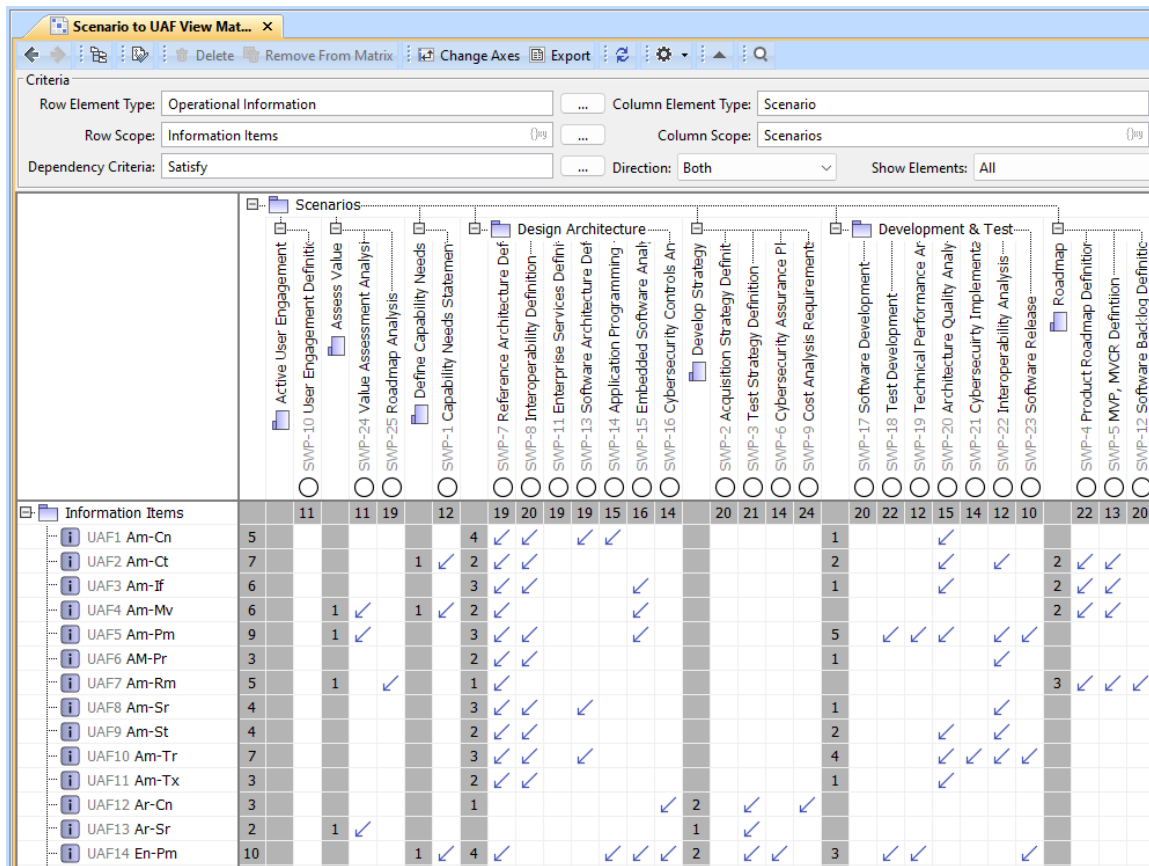 Scenario to UAF View Mat... ×
Delete Remove From Matrix Change Axes Export
Criteria
Row Element Type: Operational Information ... Column Element Type: Scenario
Row Scope: Information Items ... Column Scope: Scenarios
Dependency Criteria: Satisfy ... Direction: Both Show Elements: All
Scenarios
Active User Engagement
SWP-10 User Engagement Definitic
Assess Value
SWP-24 Value Assessment Analysi
SWP-25 Roadmap Analysis
Define Capability Needs
SWP-1 Capability Needs Statemen
Design Architecture
SWP-7 Reference Architecture Def
SWP-8 Interoperability Definition
SWP-11 Enterprise Services Defini
SWP-13 Software Architecture Def
SWP-14 Application Programming
SWP-15 Embedded Software Anal
SWP-16 Cybersecurity Controls An
Develop Strategy
SWP-2 Acquisition Strategy Definit
SWP-3 Test Strategy Definition
SWP-6 Cybersecurity Assurance Pl
SWP-9 Cost Analysis Requirement
Development & Test
SWP-17 Software Development
SWP-18 Test Development
SWP-19 Technical Performance Ar
SWP-20 Architecture Quality Analy
SWP-21 Cybersecuirty Implementa
SWP-22 Interoperability Analysis
SWP-23 Software Release
Roadmap
SWP-4 Product Roadmap Definitior
SWP-5 MVP, MVCR Defintiion
SWP-12 Software Backlog Definitic
Information Items 11 11 19 12 19 20 19 19 15 16 14 20 21 14 24 20 22 12 15 14 12 10 22 13 20
UAF1 Am-Cn 5 4 1
UAF2 Am-Ct 7 1 2 2 2
UAF3 Am-If 6 3 1 2
UAF4 Am-Mv 6 1 1 2 2
UAF5 Am-Pm 9 1 3 5
UAF6 AM-Pr 3 2 1
UAF7 Am-Rm 5 1 1 3
UAF8 Am-Sr 4 3 1
UAF9 Am-St 4 2 2
UAF10 Am-Tr 7 3 4
UAF11 Am-Tx 3 2 1
UAF12 Ar-Cn 3 1 2
UAF13 Ar-Sr 2 1 1
UAF14 En-Pm 10 1 4 2 3